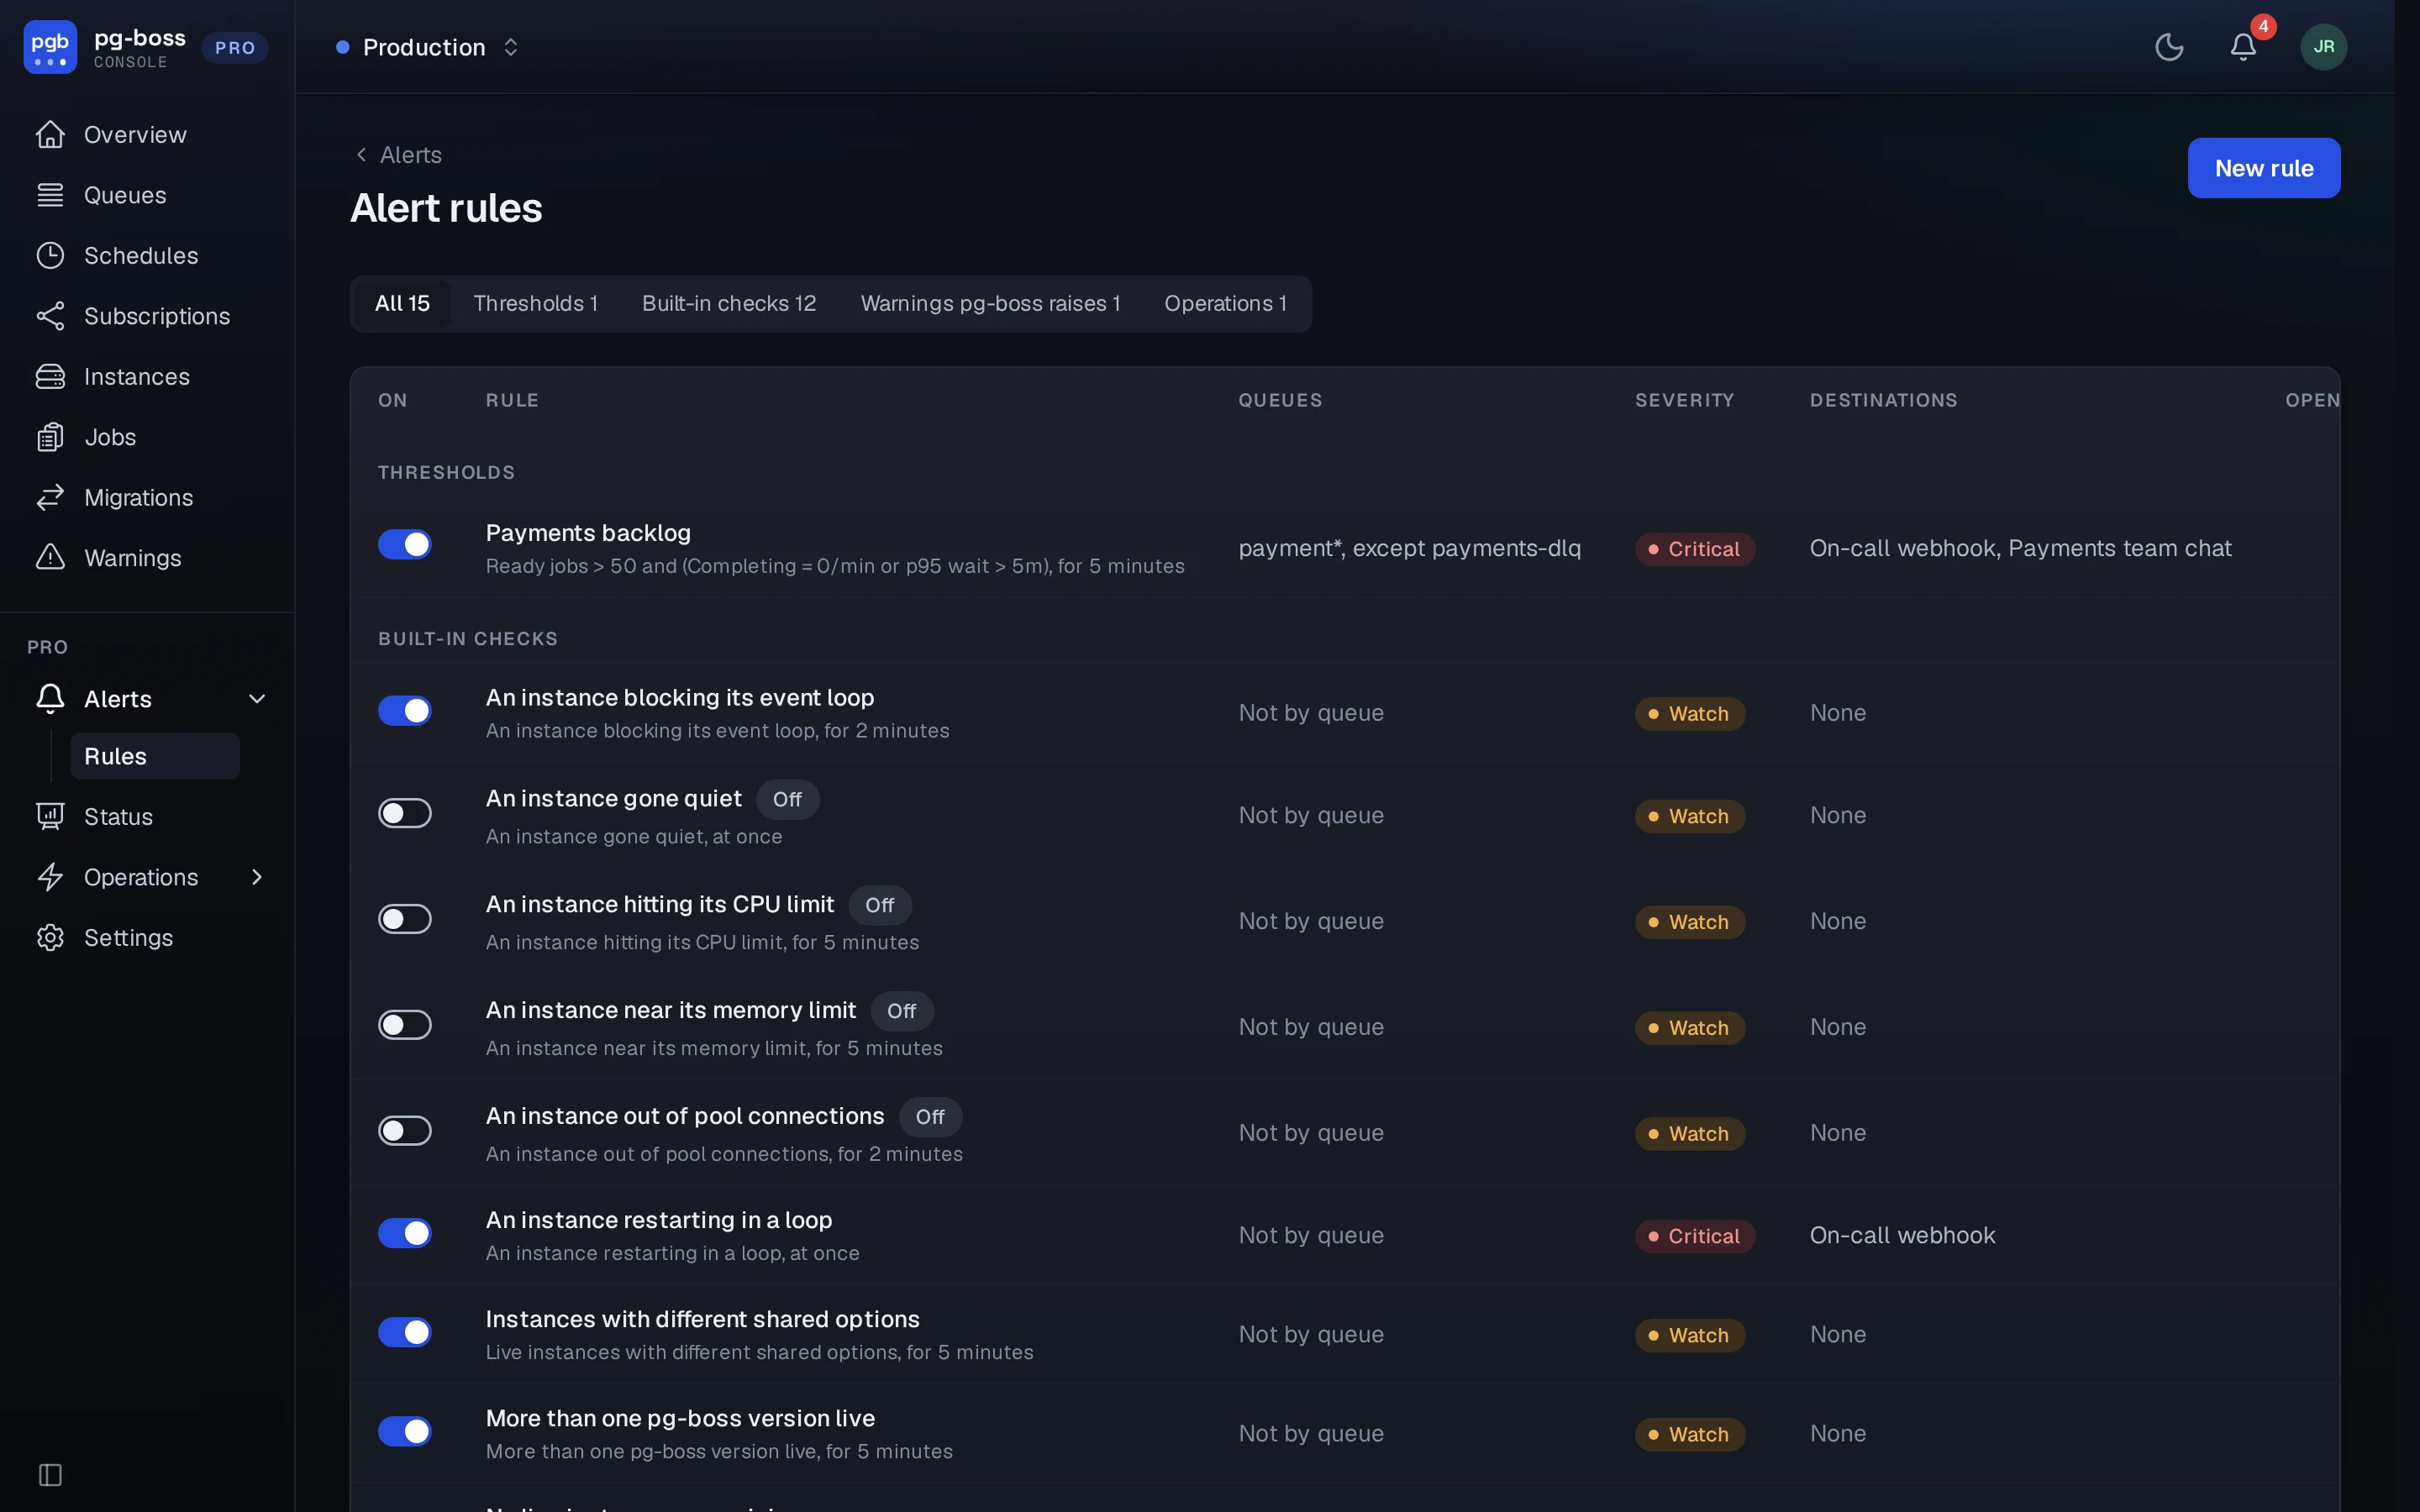 pgb
pg-boss
CONSOLE
PRO
Production
4
JR
Overview
Queues
Schedules
Subscriptions
Instances
Jobs
Migrations
Warnings
PRO
Alerts
Rules
Status
Operations
Settings
Alerts
Alert rules
New rule
All 15
Thresholds 1
Built-in checks 12
Warnings pg-boss raises 1
Operations 1
ON RULE QUEUES SEVERITY DESTINATIONS OPEN
THRESHOLDS
Payments backlog
Ready jobs > 50 and (Completing = 0/min or p95 wait > 5m), for 5 minutes
payment*, except payments-dlq
Critical
On-call webhook, Payments team chat
BUILT-IN CHECKS
An instance blocking its event loop
An instance blocking its event loop, for 2 minutes
Not by queue
Watch
None
An instance gone quiet Off
An instance gone quiet, at once
Not by queue
Watch
None
An instance hitting its CPU limit Off
An instance hitting its CPU limit, for 5 minutes
Not by queue
Watch
None
An instance near its memory limit Off
An instance near its memory limit, for 5 minutes
Not by queue
Watch
None
An instance out of pool connections Off
An instance out of pool connections, for 2 minutes
Not by queue
Watch
None
An instance restarting in a loop
An instance restarting in a loop, at once
Not by queue
Critical
On-call webhook
Instances with different shared options
Live instances with different shared options, for 5 minutes
Not by queue
Watch
None
More than one pg-boss version live
More than one pg-boss version live, for 5 minutes
Not by queue
Watch
None